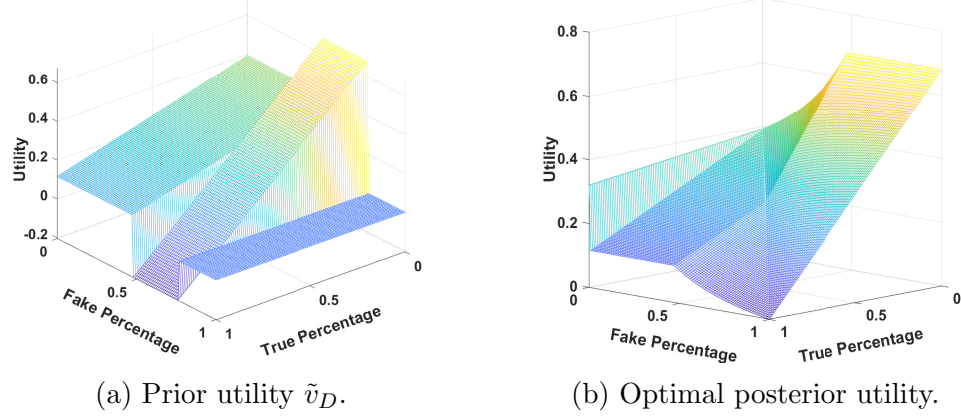 0.6
0.4
0.2
0
-0.2
Utility
0
0.5
1
Fake Percentage
1
0.5
0
True Percentage
(a) Prior utility ṽ_D.
0.8
0.6
0.4
0.2
0
Utility
0
0.5
1
Fake Percentage
1
0.5
0
True Percentage
(b) Optimal posterior utility.